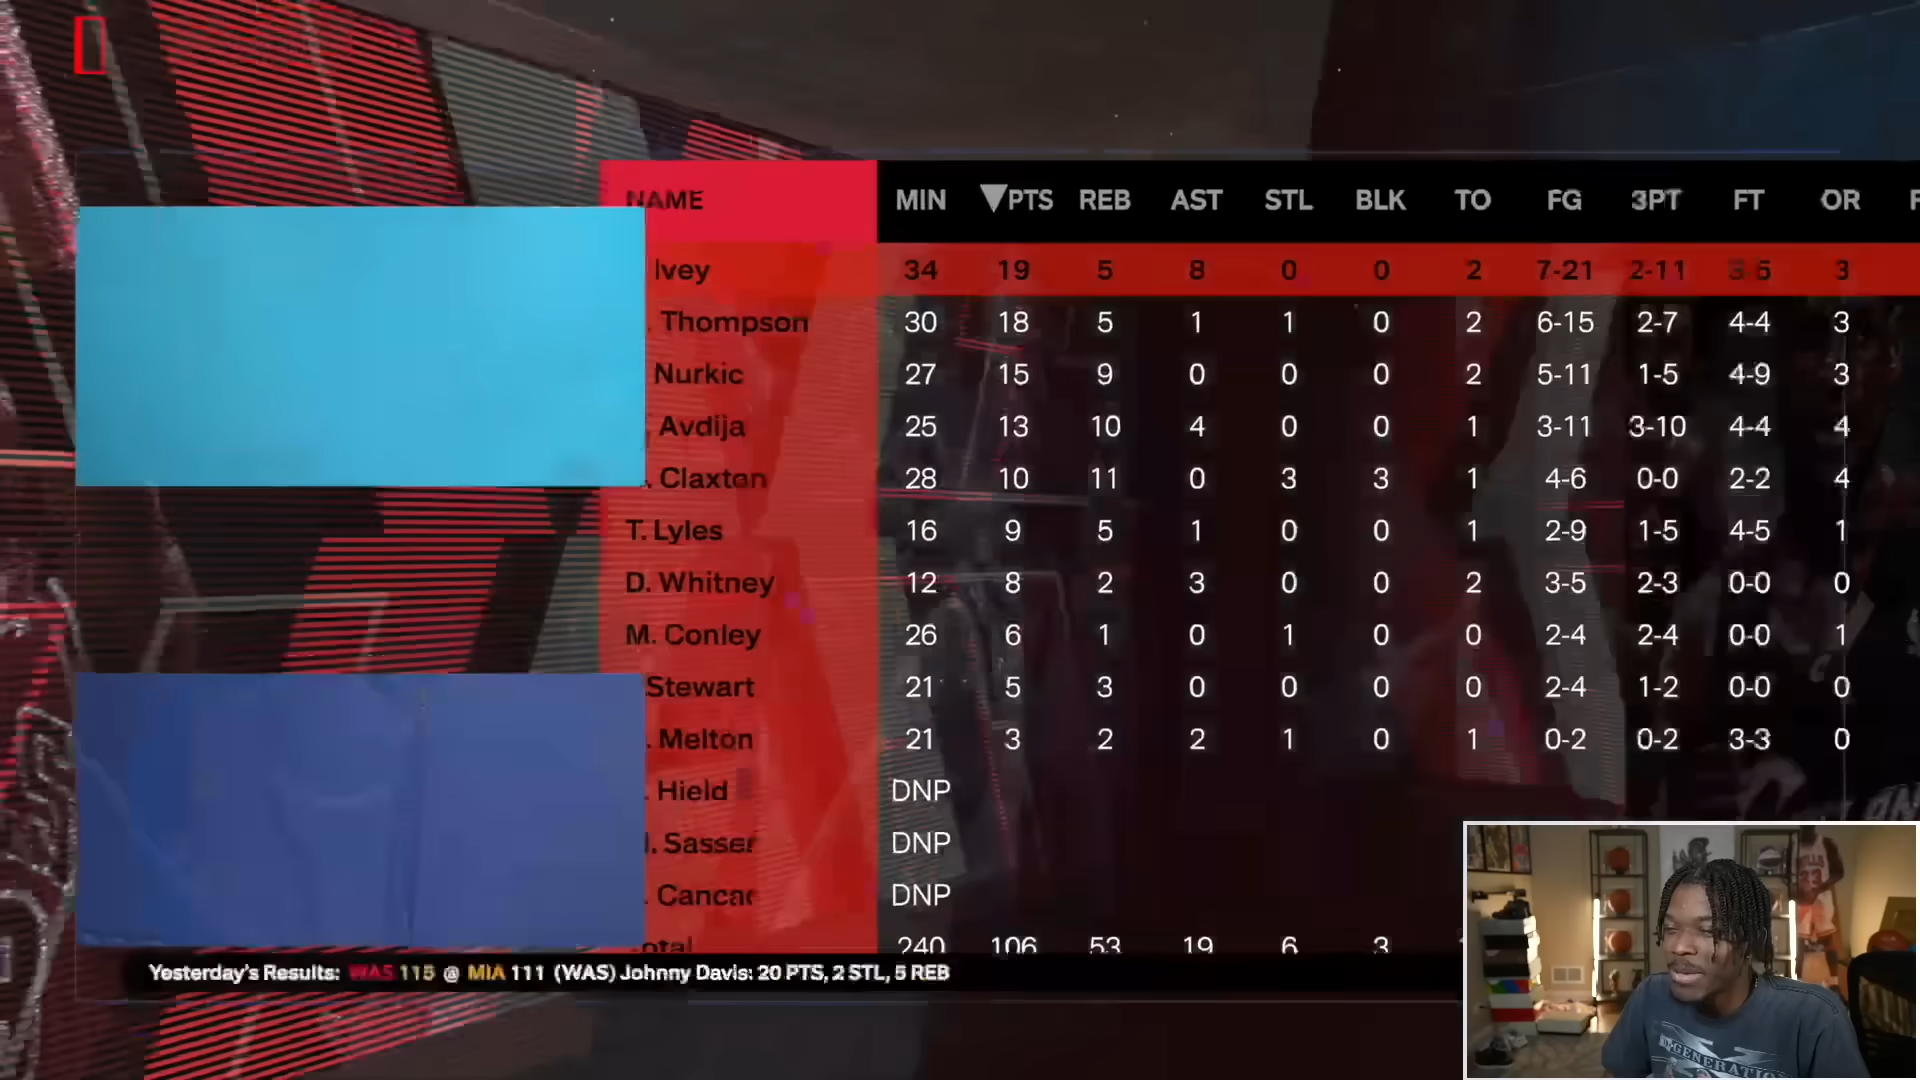 NAME MIN ▼PTS REB AST STL BLK TO FG 3PT FT OR
Ivey 34 19 5 8 0 0 2 7-21 2-11 3-6 3
. Thompson 30 18 5 1 1 0 2 6-15 2-7 4-4 3
Nurkic 27 15 9 0 0 0 2 5-11 1-5 4-9 3
Avdija 25 13 10 4 0 0 1 3-11 3-10 4-4 4
. Claxton 28 10 11 0 3 3 1 4-6 0-0 2-2 4
T. Lyles 16 9 5 1 0 0 1 2-9 1-5 4-5 1
D. Whitney 12 8 2 3 0 0 2 3-5 2-3 0-0 0
M. Conley 26 6 1 0 1 0 0 2-4 2-4 0-0 1
Stewart 21 5 3 0 0 0 0 2-4 1-2 0-0 0
. Melton 21 3 2 2 1 0 1 0-2 0-2 3-3 0
. Hield DNP
. Sasser DNP
. Cancar DNP
otal 240 106 53 19 6 3
Yesterday's Results: WAS 115 @ MIA 111 (WAS) Johnny Davis: 20 PTS, 2 STL, 5 REB